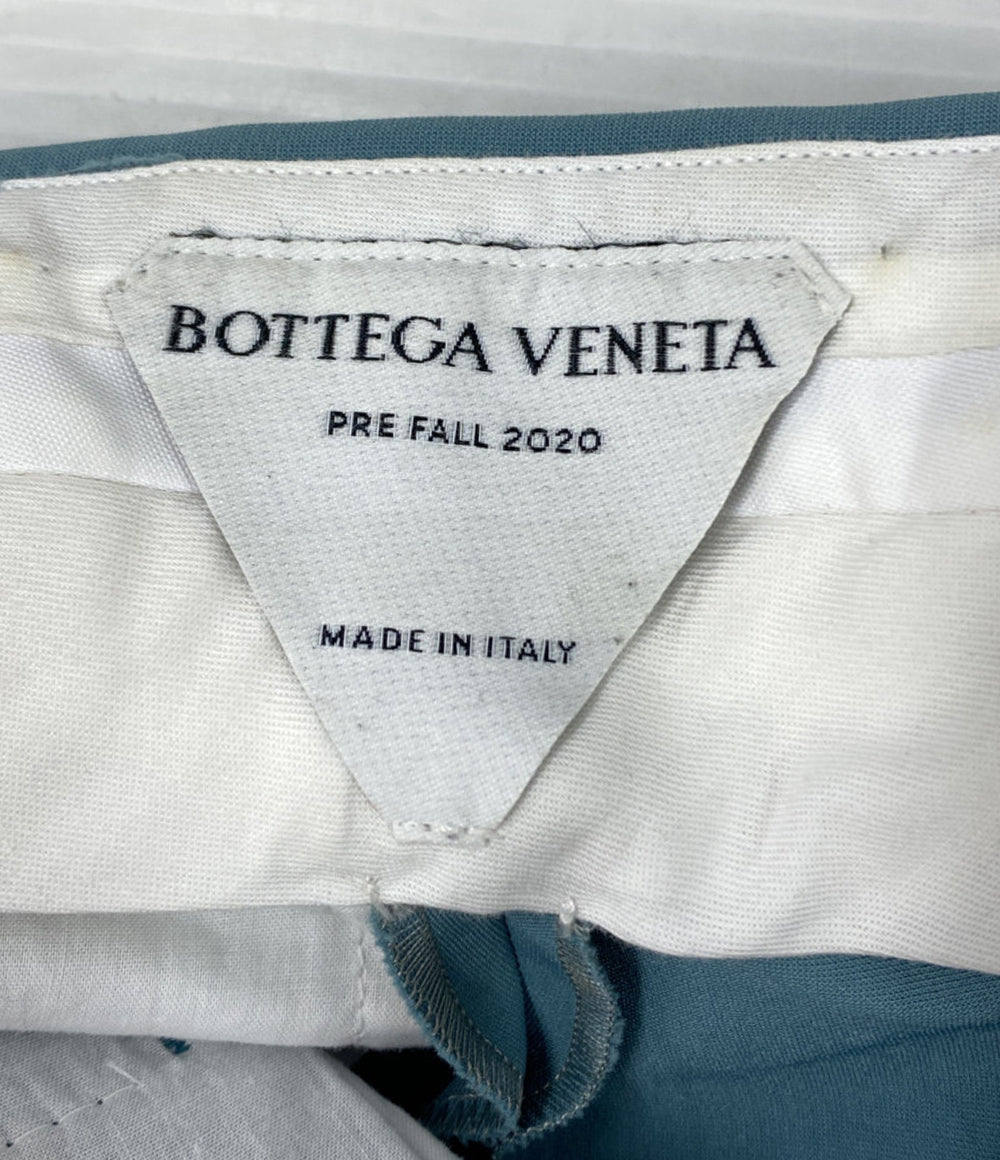 BOTTEGA VENETA
PRE FALL 2020
MADE IN ITALY